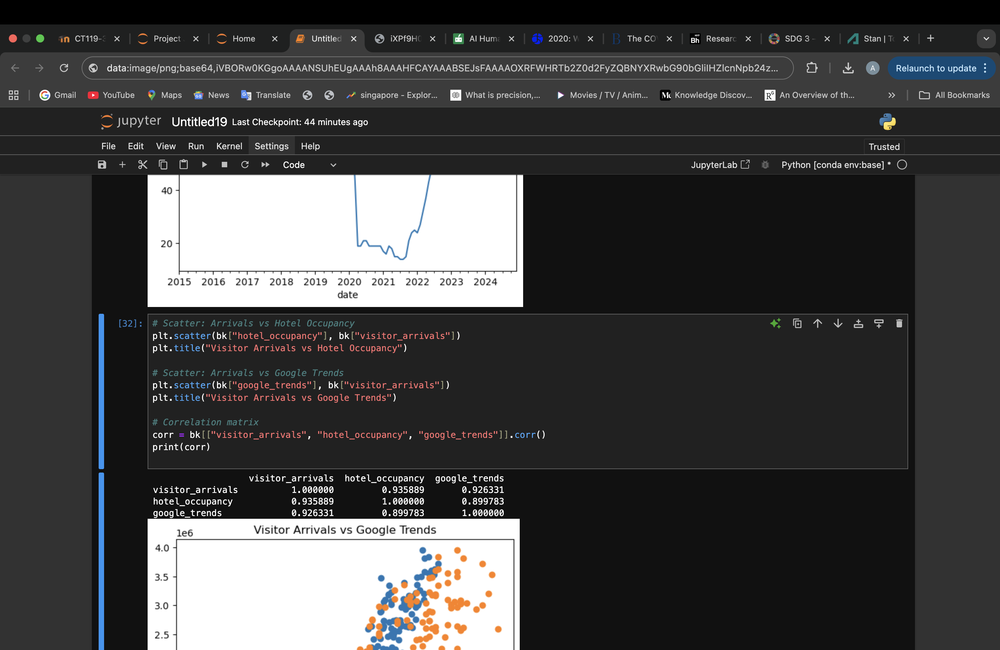 CT119-3
Project
Home
Untitled
iXPf9H
AI Huma
2020: W
The CO
Bh
Researc
SDG 3 -
Stan | T
data:image/png;base64,iVBORw0KGgoAAAANSUhEUgAAAh8AAAHFCAYAAABSEJsFAAAAOXRFWHRTb2Z0d2FyZQBNYXRwbG90bGliIHZlcnNpb24z...
A
Relaunch to update
Gmail
YouTube
Maps
News
Translate
singapore - Explor...
What is precision,...
Movies / TV / Anim...
Knowledge Discov...
An Overview of th...
All Bookmarks
jupyter Untitled19 Last Checkpoint: 44 minutes ago
File Edit View Run Kernel Settings Help
Trusted
Code
JupyterLab
Python [conda env:base] *
40
20
2015 2016 2017 2018 2019 2020 2021 2022 2023 2024
date
[32]:
# Scatter: Arrivals vs Hotel Occupancy
plt.scatter(bk["hotel_occupancy"], bk["visitor_arrivals"])
plt.title("Visitor Arrivals vs Hotel Occupancy")
# Scatter: Arrivals vs Google Trends
plt.scatter(bk["google_trends"], bk["visitor_arrivals"])
plt.title("Visitor Arrivals vs Google Trends")
# Correlation matrix
corr = bk[["visitor_arrivals", "hotel_occupancy", "google_trends"]].corr()
print(corr)
visitor_arrivals hotel_occupancy google_trends
visitor_arrivals 1.000000 0.935889 0.926331
hotel_occupancy 0.935889 1.000000 0.899783
google_trends 0.926331 0.899783 1.000000
Visitor Arrivals vs Google Trends
1e6
4.0
3.5
3.0
2.5